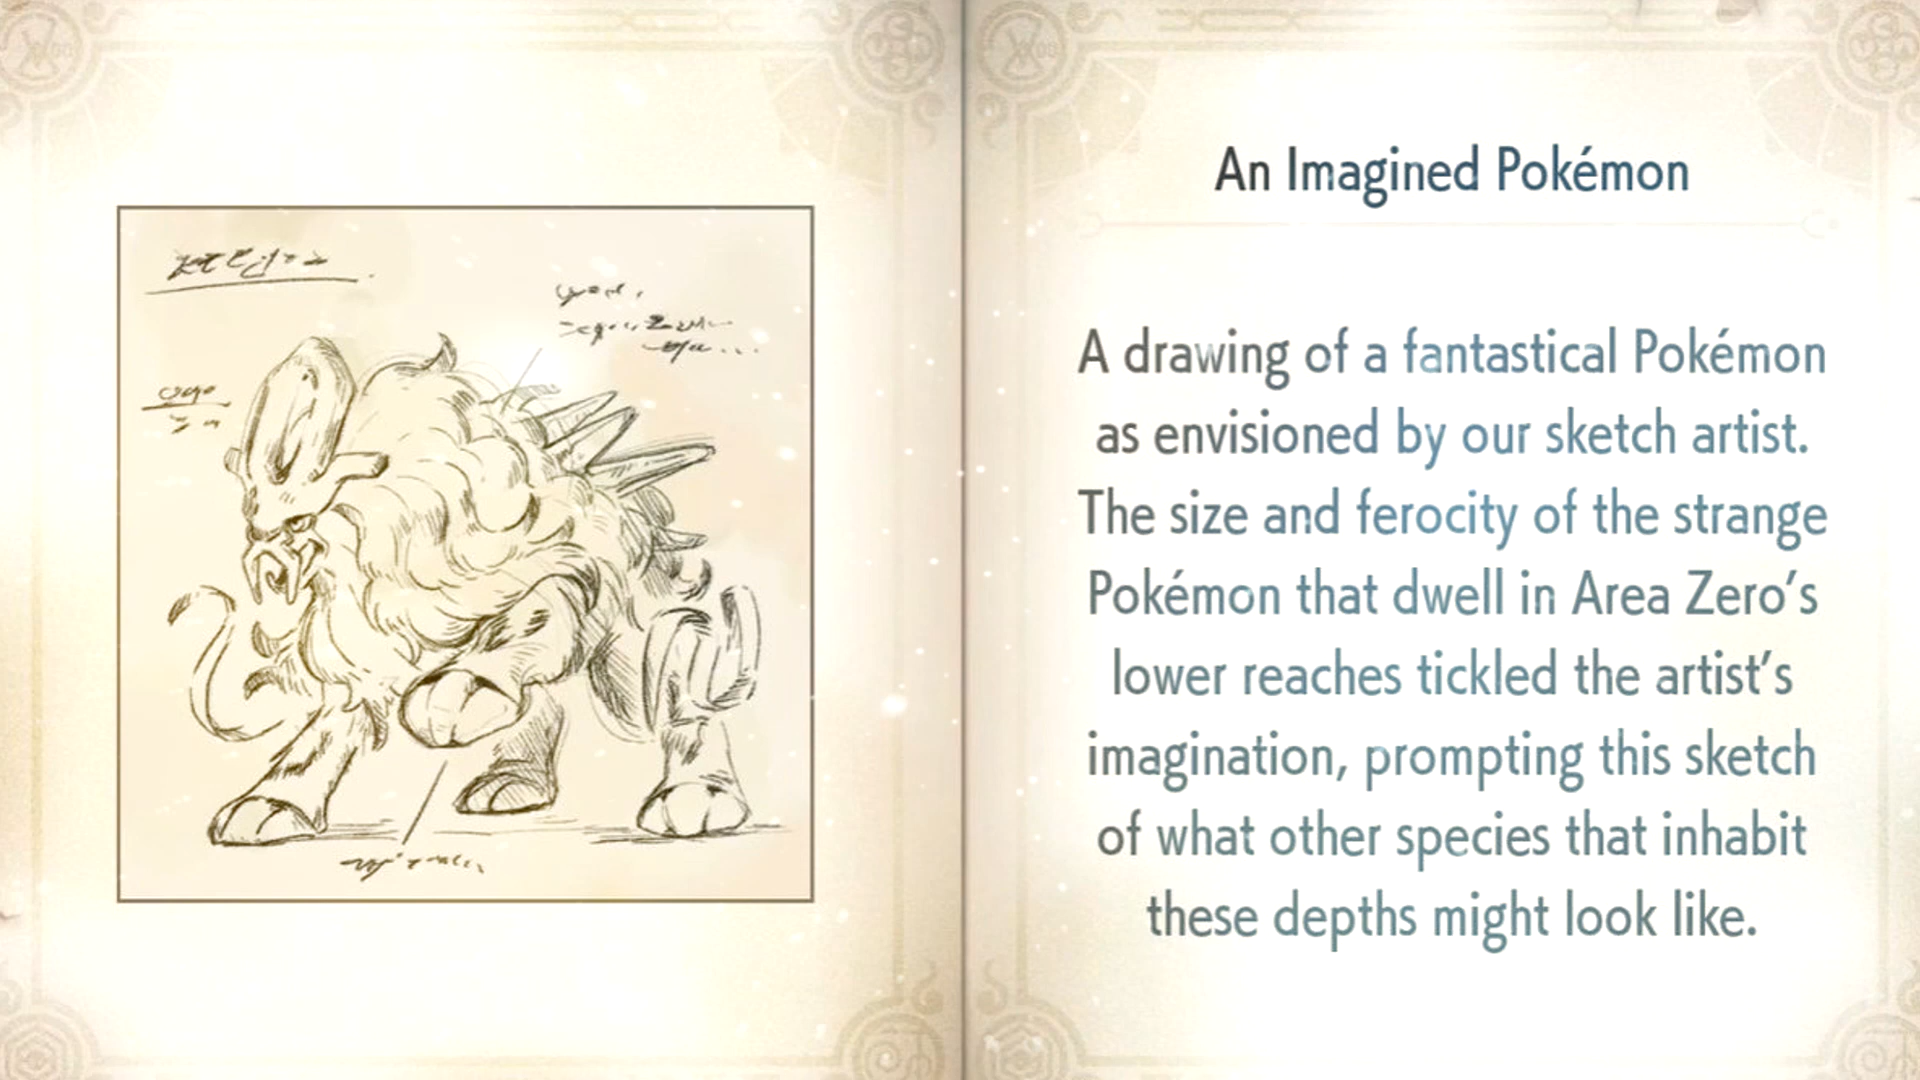 An Imagined Pokémon
A drawing of a fantastical Pokémon
as envisioned by our sketch artist.
The size and ferocity of the strange
Pokémon that dwell in Area Zero's
lower reaches tickled the artist's
imagination, prompting this sketch
of what other species that inhabit
these depths might look like.